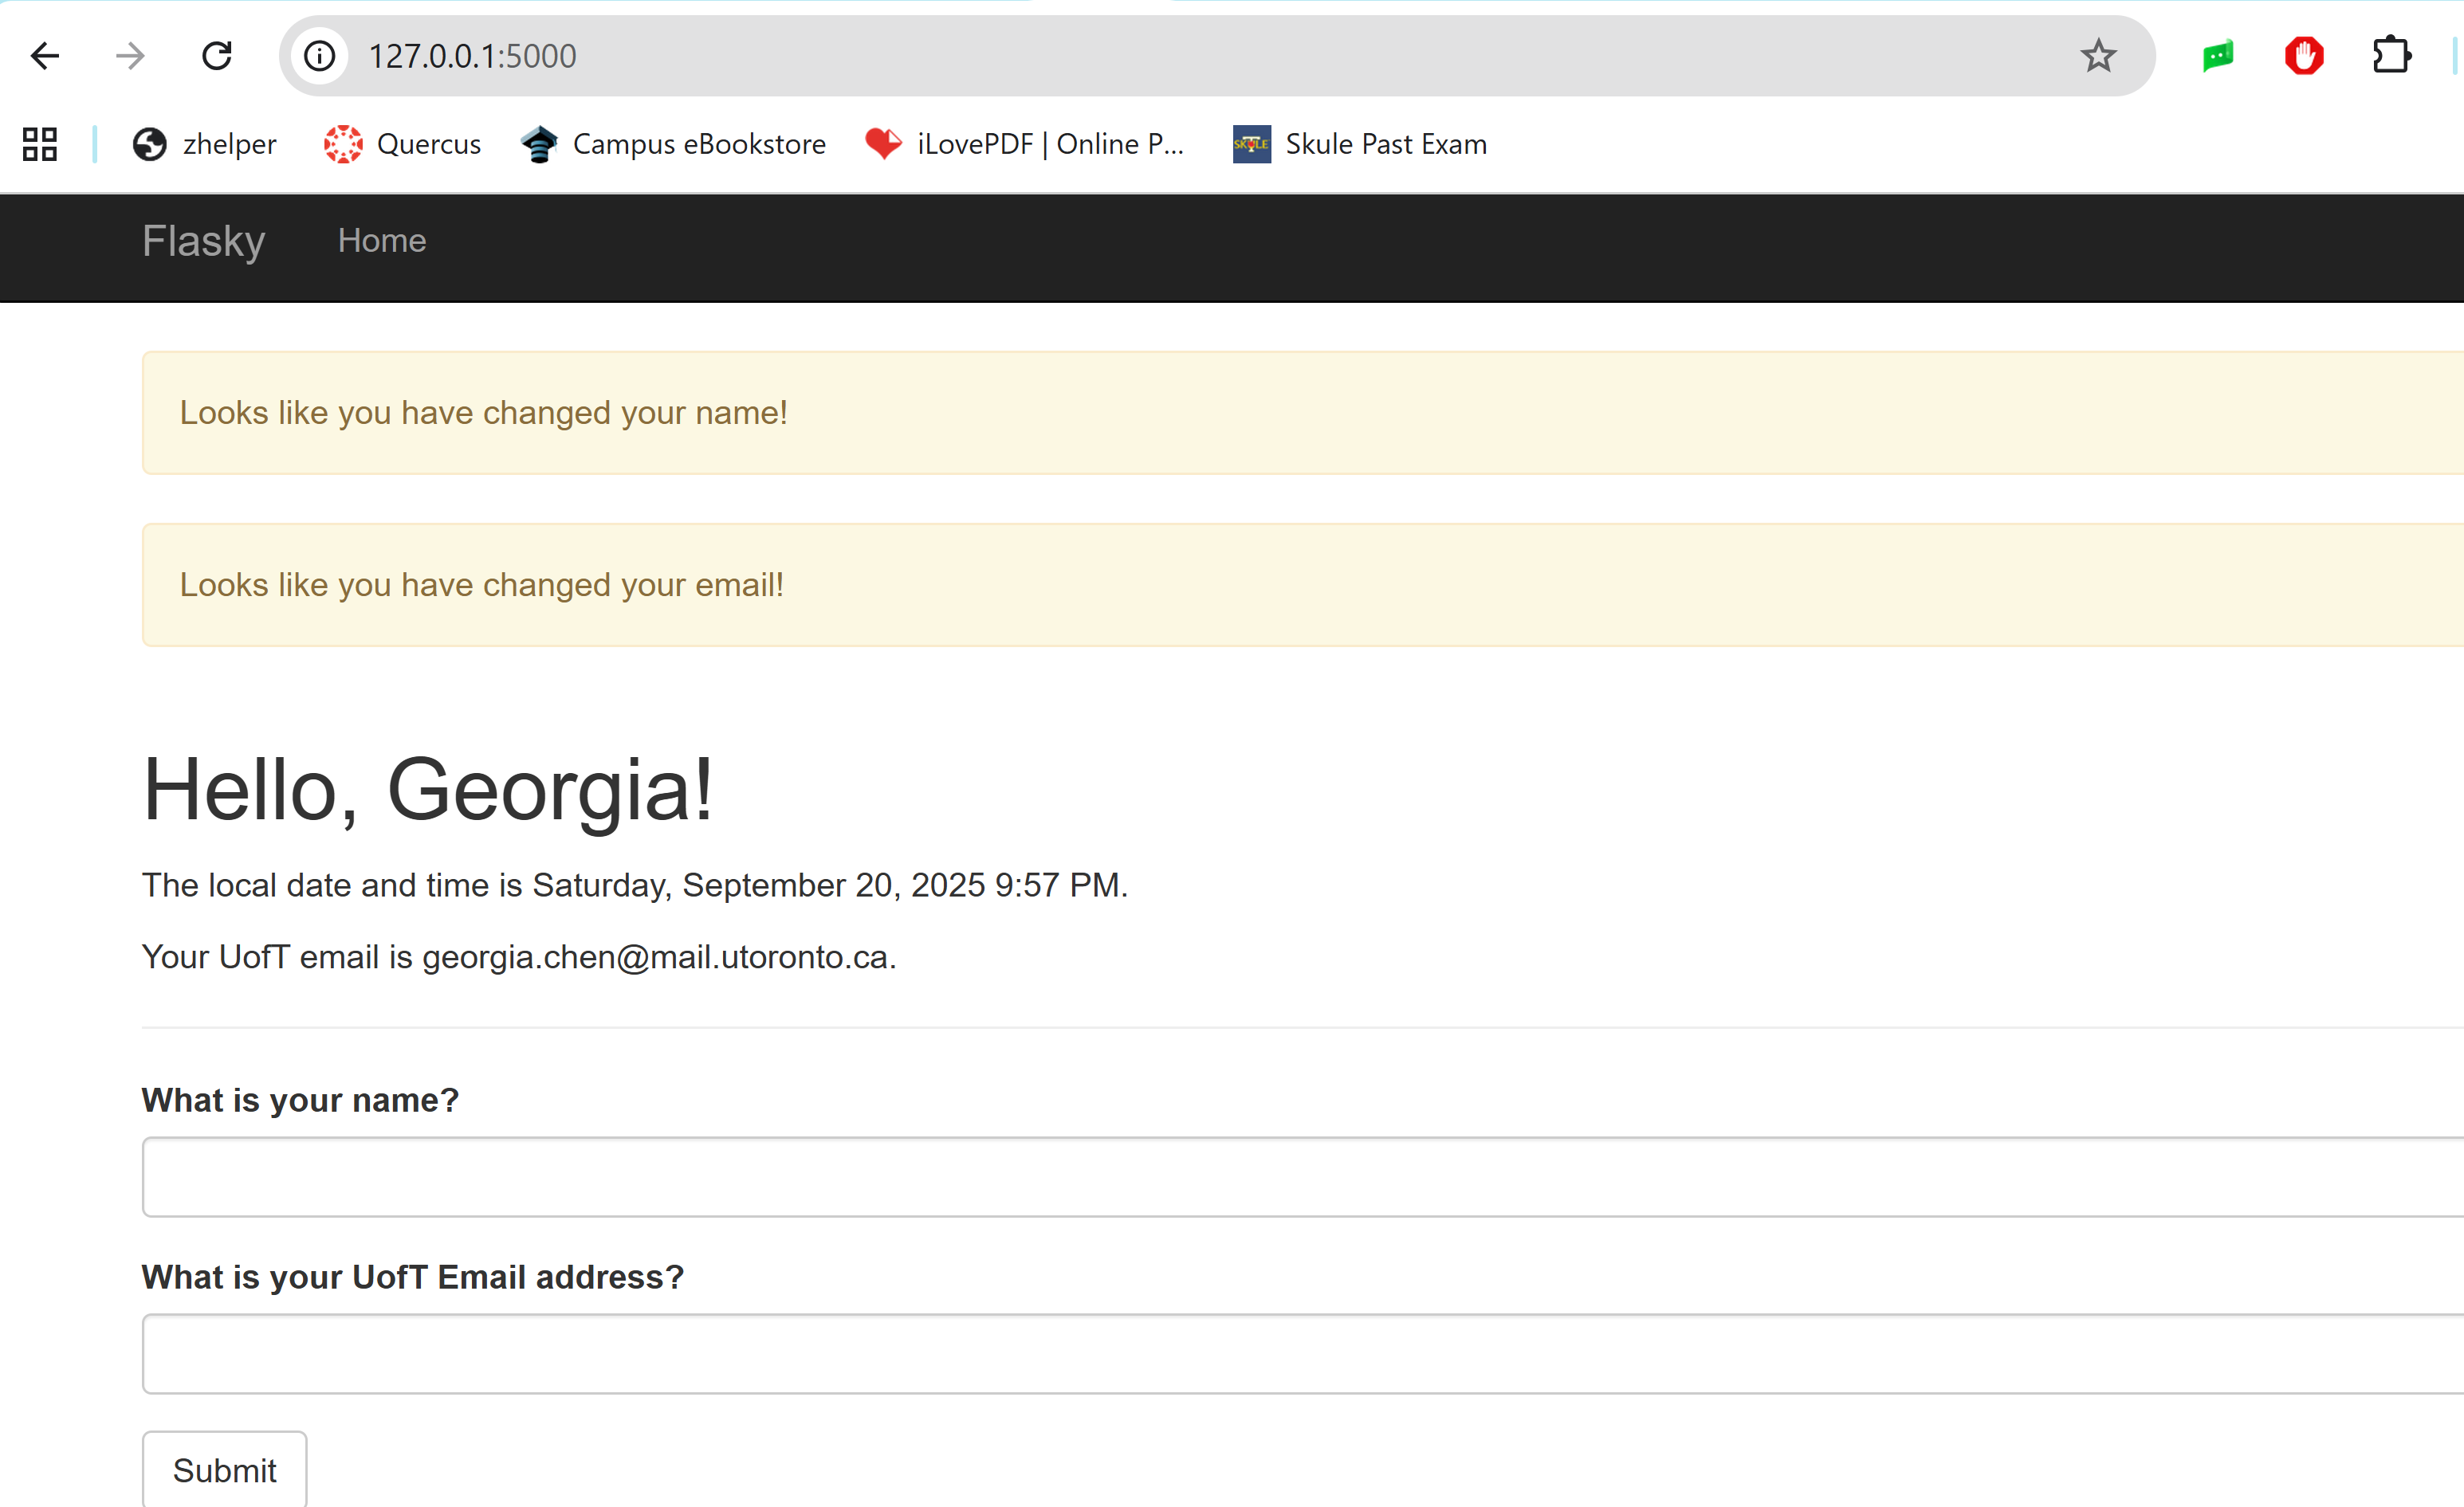 127.0.0.1:5000
zhelper Quercus Campus eBookstore iLovePDF | Online P... SKULE Skule Past Exam
Flasky Home
Looks like you have changed your name!
Looks like you have changed your email!
Hello, Georgia!
The local date and time is Saturday, September 20, 2025 9:57 PM.
Your UofT email is georgia.chen@mail.utoronto.ca.
What is your name?
What is your UofT Email address?
Submit